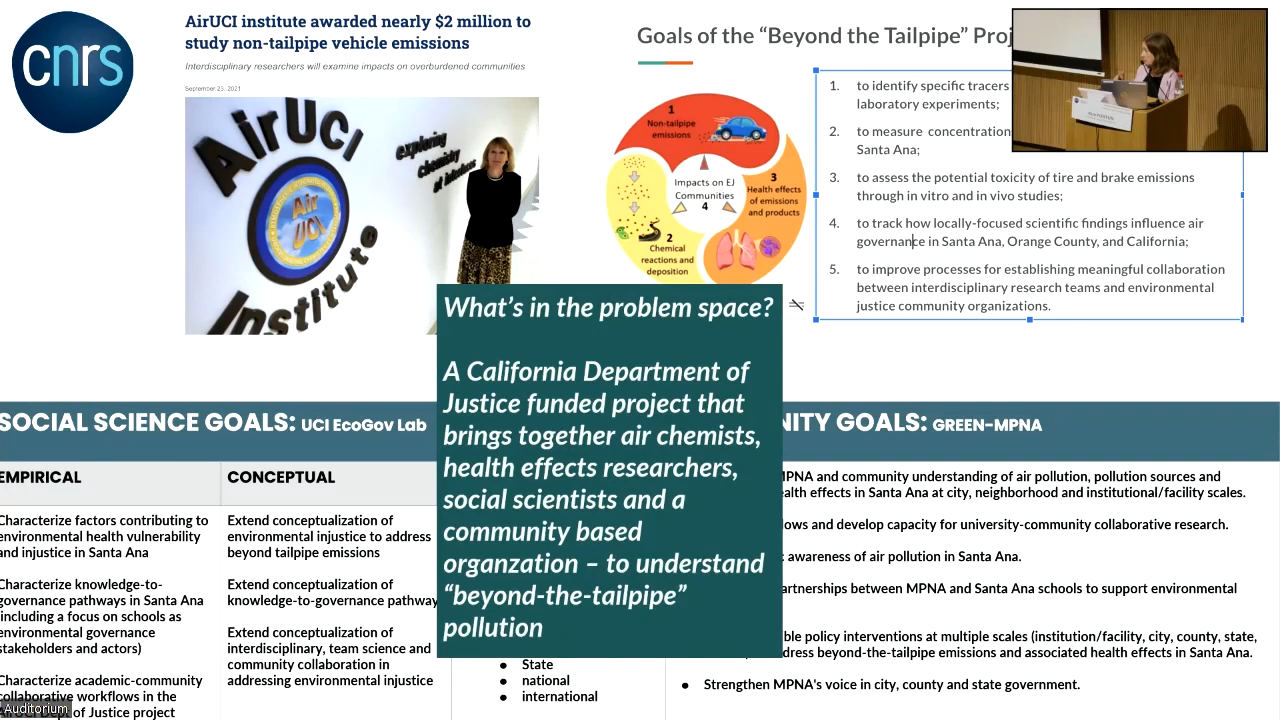 cnrs
AirUCI institute awarded nearly $2 million to
study non-tailpipe vehicle emissions
Interdisciplinary researchers will examine impacts on overburdened communities
September 23, 2021
AirUCI
Institute
exploring
chemistry
Air
UCI
Goals of the “Beyond the Tailpipe” Proj
1
Non-tailpipe
emissions
Impacts on EJ
Communities
4
3
Health effects
of emissions
and products
2
Chemical
reactions and
deposition
1. to identify specific tracers
laboratory experiments;
2. to measure concentration
Santa Ana;
3. to assess the potential toxicity of tire and brake emissions
through in vitro and in vivo studies;
4. to track how locally-focused scientific findings influence air
governance in Santa Ana, Orange County, and California;
5. to improve processes for establishing meaningful collaboration
between interdisciplinary research teams and environmental
justice community organizations.
What’s in the problem space?
A California Department of
Justice funded project that
brings together air chemists,
health effects researchers,
social scientists and a
community based
organzation – to understand
“beyond-the-tailpipe”
pollution
SOCIAL SCIENCE GOALS: UCI EcoGov Lab
EMPIRICAL
Characterize factors contributing to
environmental health vulnerability
and injustice in Santa Ana
Characterize knowledge-to-
governance pathways in Santa Ana
(including a focus on schools as
environmental governance
stakeholders and actors)
Characterize academic-community
collaborative workflows in the
AirUCI Dept of Justice project
CONCEPTUAL
Extend conceptualization of
environmental injustice to address
beyond tailpipe emissions
Extend conceptualization of
knowledge-to-governance pathway
Extend conceptualization of
interdisciplinary, team science and
community collaboration in
addressing environmental injustice
● State
● national
● international
NITY GOALS: GREEN-MPNA
MPNA and community understanding of air pollution, pollution sources and
alth effects in Santa Ana at city, neighborhood and institutional/facility scales.
lows and develop capacity for university-community collaborative research.
awareness of air pollution in Santa Ana.
artnerships between MPNA and Santa Ana schools to support environmental
ble policy interventions at multiple scales (institution/facility, city, county, state,
dress beyond-the-tailpipe emissions and associated health effects in Santa Ana.
● Strengthen MPNA's voice in city, county and state government.
Auditorium